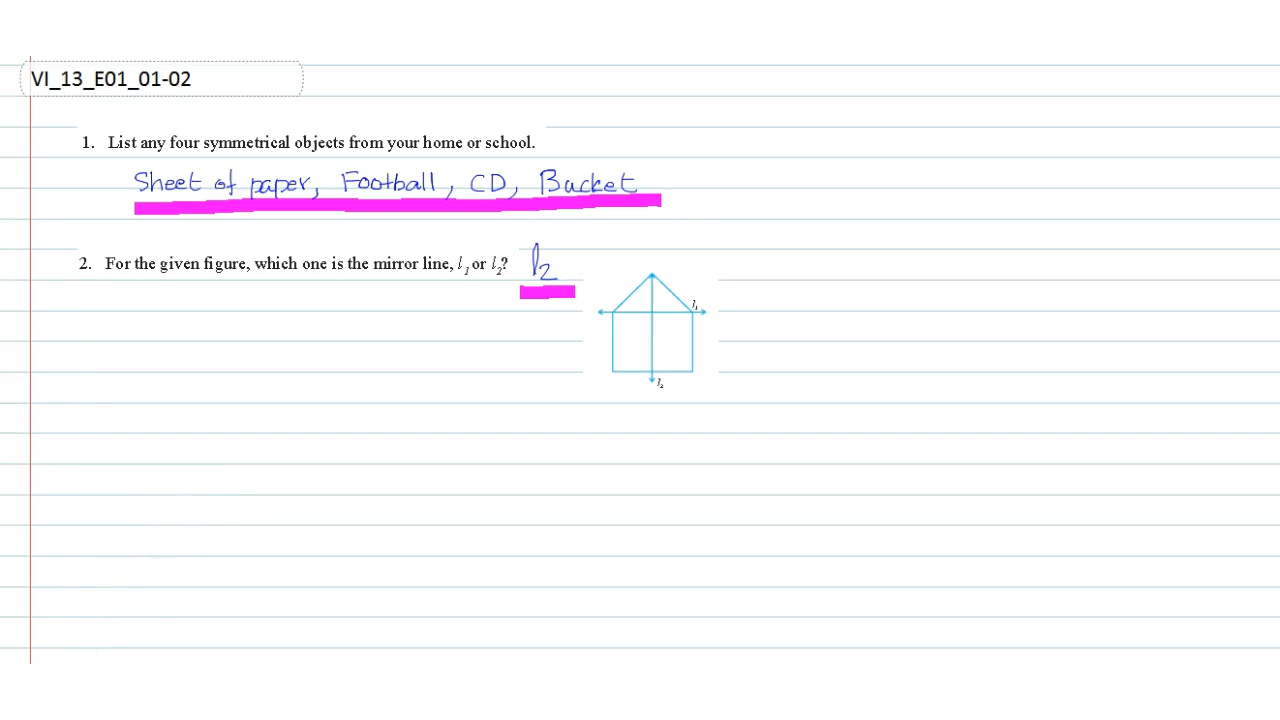 VI_13_E01_01-02
1. List any four symmetrical objects from your home or school.
Sheet of paper, Football, CD, Bucket
2. For the given figure, which one is the mirror line, l₁ or l₂? l₂
l₁
l₂